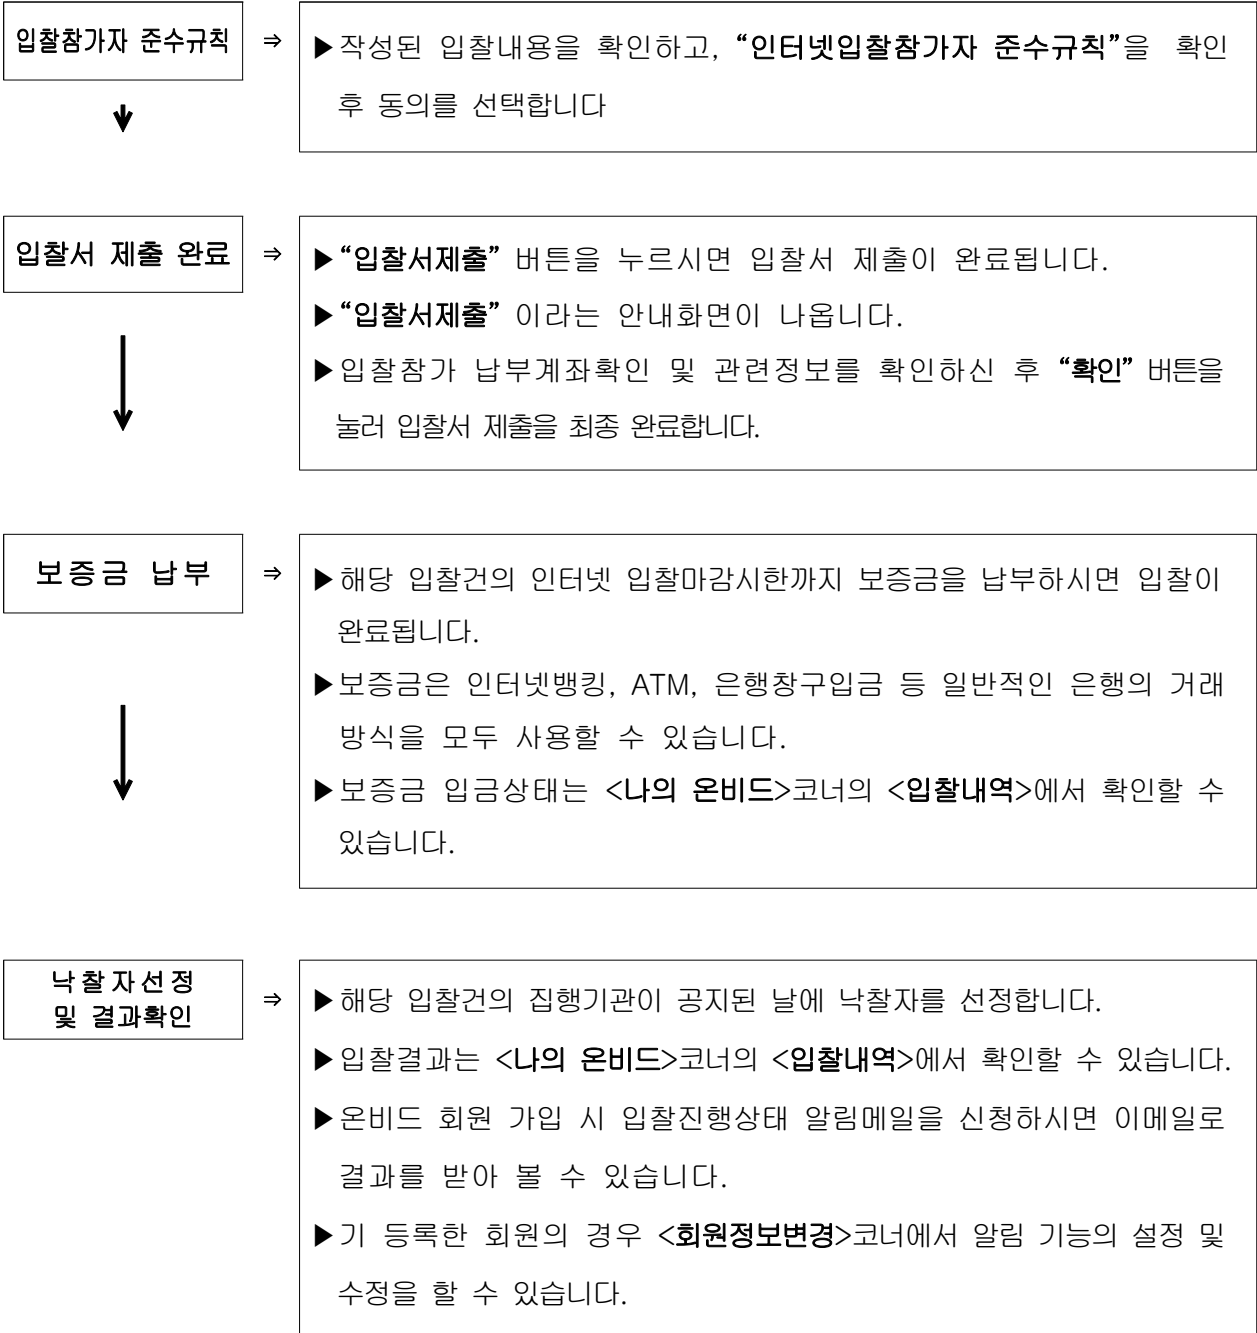 입찰참가자 준수규칙 ⇒ ▶작성된 입찰내용을 확인하고, “인터넷입찰참가자 준수규칙”을 확인
후 동의를 선택합니다
입찰서 제출 완료 ⇒ ▶“입찰서제출” 버튼을 누르시면 입찰서 제출이 완료됩니다.
▶“입찰서제출” 이라는 안내화면이 나옵니다.
▶입찰참가 납부계좌확인 및 관련정보를 확인하신 후 “확인” 버튼을
눌러 입찰서 제출을 최종 완료합니다.
보증금 납부 ⇒ ▶해당 입찰건의 인터넷 입찰마감시한까지 보증금을 납부하시면 입찰이
완료됩니다.
▶보증금은 인터넷뱅킹, ATM, 은행창구입금 등 일반적인 은행의 거래
방식을 모두 사용할 수 있습니다.
▶보증금 입금상태는 <나의 온비드>코너의 <입찰내역>에서 확인할 수
있습니다.
낙찰자선정
및 결과확인 ⇒ ▶해당 입찰건의 집행기관이 공지된 날에 낙찰자를 선정합니다.
▶입찰결과는 <나의 온비드>코너의 <입찰내역>에서 확인할 수 있습니다.
▶온비드 회원 가입 시 입찰진행상태 알림메일을 신청하시면 이메일로
결과를 받아 볼 수 있습니다.
▶기 등록한 회원의 경우 <회원정보변경>코너에서 알림 기능의 설정 및
수정을 할 수 있습니다.